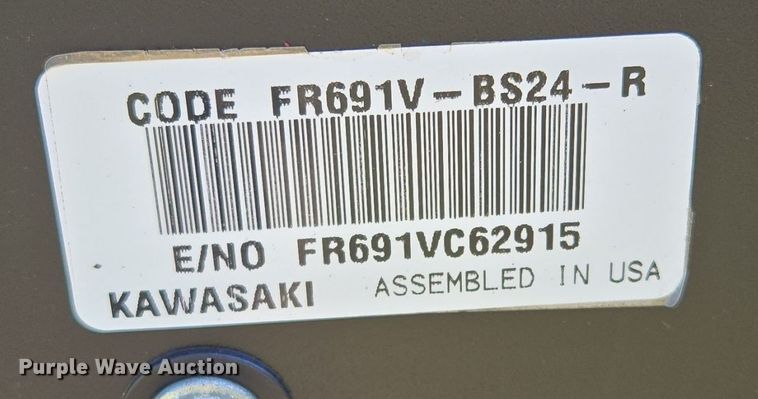 CODE FR691V-BS24-R
E/NO FR691VC62915
KAWASAKI ASSEMBLED IN USA
Purple Wave Auction